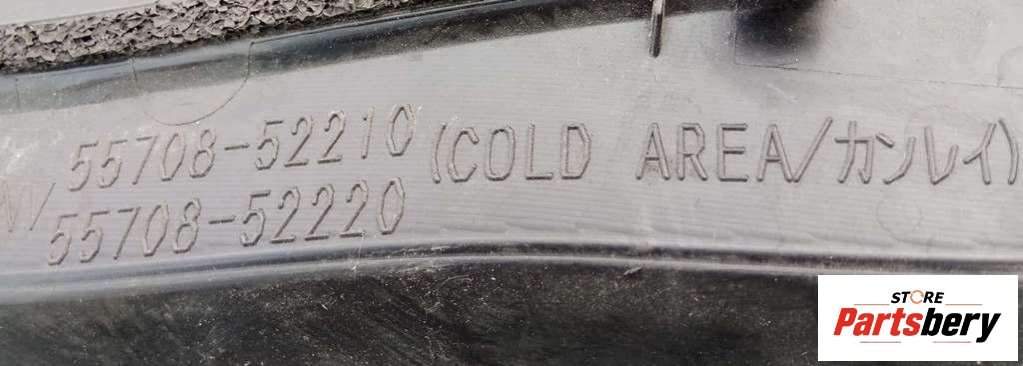 55708-52210 (COLD AREA/カンレイ)
55708-52220
STORE
Partsbery